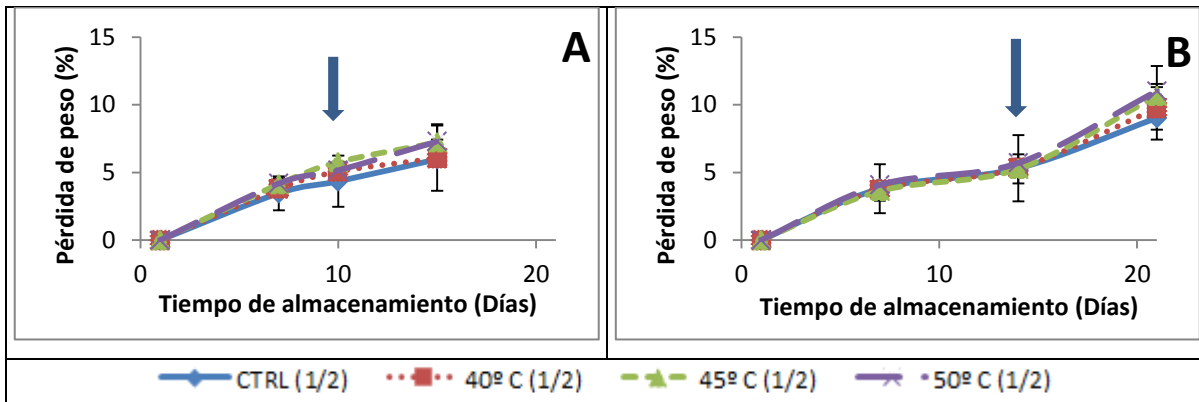 A
Pérdida de peso (%)
15
10
5
0
0
10
20
Tiempo de almacenamiento (Días)
B
Pérdida de peso (%)
15
10
5
0
0
10
20
Tiempo de almacenamiento (Días)
CTRL (1/2)
40º C (1/2)
45º C (1/2)
50º C (1/2)